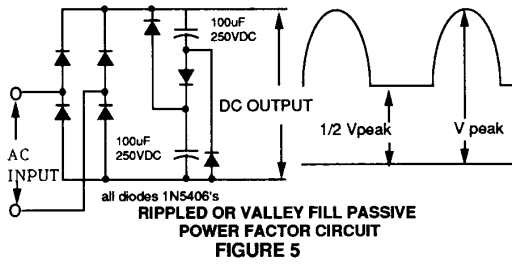 100uF
250VDC
DC OUTPUT
100uF
250VDC
AC
INPUT
1/2 Vpeak
V peak
all diodes 1N5406's
RIPPLED OR VALLEY FILL PASSIVE
POWER FACTOR CIRCUIT
FIGURE 5